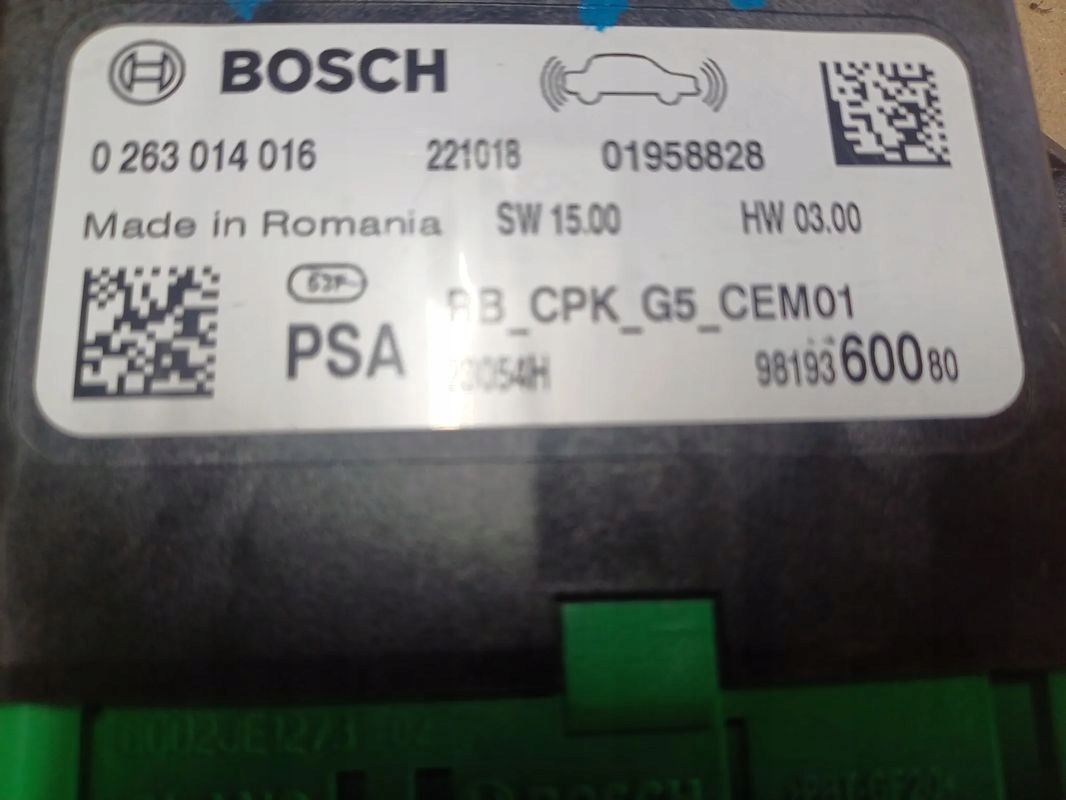 BOSCH
0 263 014 016 221018 01958828
Made in Romania SW 15.00 HW 03.00
RB_CPK_G5_CEM01
PSA 98193 600 80
BOSCH